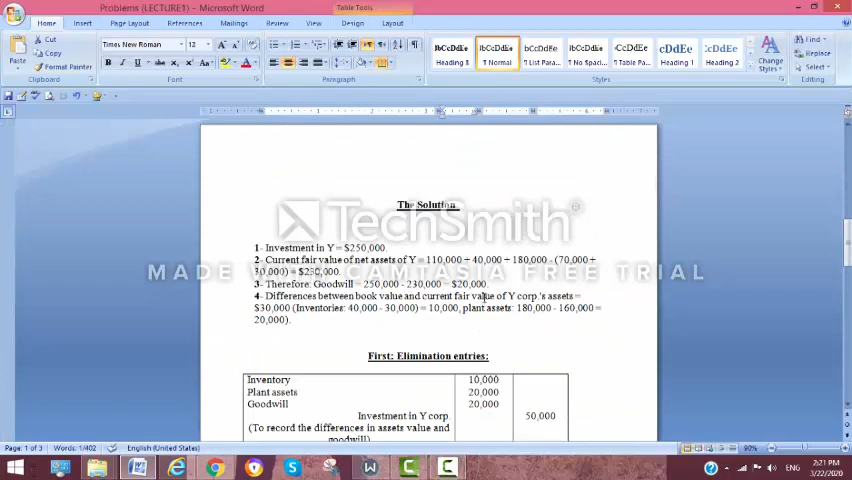 Problems (LECTURE1) - Microsoft Word
Table Tools
Home Insert Page Layout References Mailings Review View Design Layout
Cut
Copy
Format Painter
Paste
Clipboard
Times New Roman 12
Font
Paragraph
AaBbCcDdEe
Heading 8
AaBbCcDdEe
¶ Normal
AaBbCcDdEe
¶ List Para...
AaBbCcDdEe
¶ No Spaci...
AaBbCcDdEe
¶ Table Pa...
Heading 1
Heading 2
Change
Styles
Styles
Find
Replace
Select
Editing
The Solution
TechSmith
MADE WITH CAMTASIA FREE TRIAL
1- Investment in Y = $250,000.
2- Current fair value of net assets of Y = 110,000 + 40,000 + 180,000 - (70,000 +
30,000) = $230,000.
3- Therefore: Goodwill = 250,000 - 230,000 = $20,000.
4- Differences between book value and current fair value of Y corp.'s assets =
$30,000 (Inventories: 40,000 - 30,000) = 10,000, plant assets: 180,000 - 160,000 =
20,000).
First: Elimination entries:
Inventory 10,000
Plant assets 20,000
Goodwill 20,000
Investment in Y corp. 50,000
(To record the differences in assets value and
goodwill)
Page: 1 of 3 Words: 1/402 English (United States) 90%
ENG
2:21 PM
3/22/2020